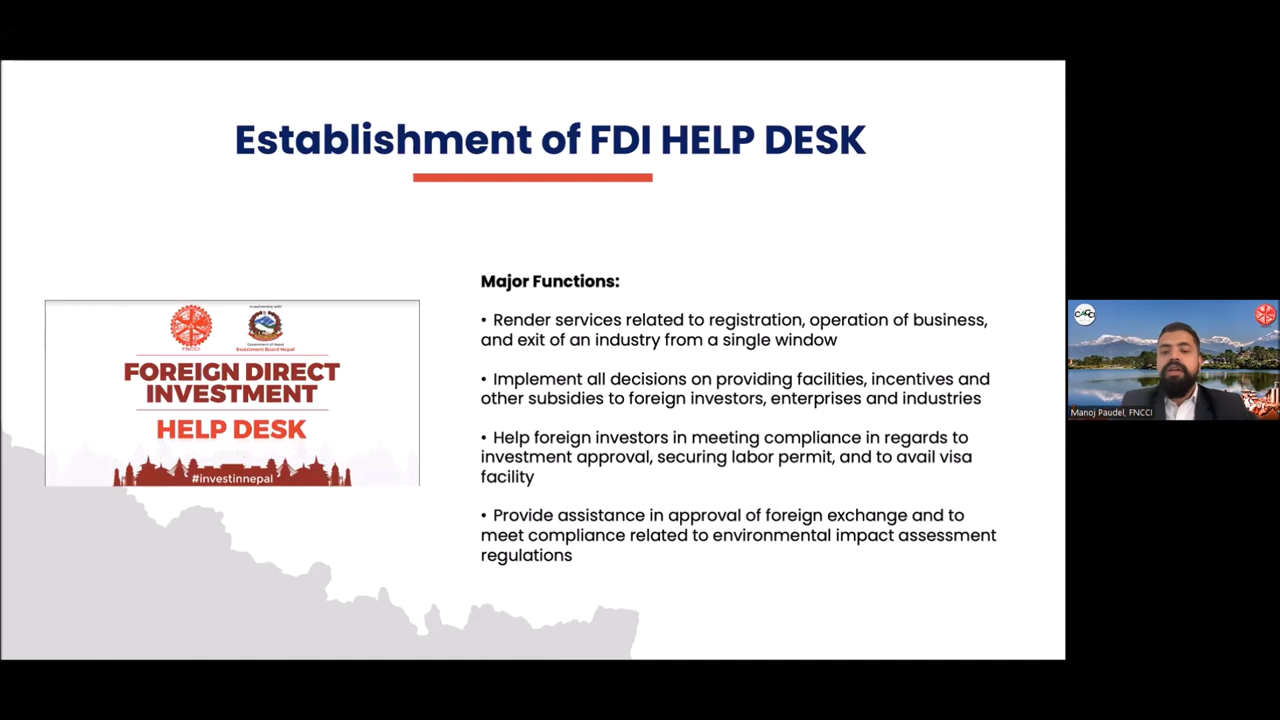 Establishment of FDI HELP DESK
Major Functions:
• Render services related to registration, operation of business,
and exit of an industry from a single window
• Implement all decisions on providing facilities, incentives and
other subsidies to foreign investors, enterprises and industries
• Help foreign investors in meeting compliance in regards to
investment approval, securing labor permit, and to avail visa
facility
• Provide assistance in approval of foreign exchange and to
meet compliance related to environmental impact assessment
regulations
FNCCI
Government of Nepal
Investment Board Nepal
FOREIGN DIRECT
INVESTMENT
HELP DESK
#investinnepal
CACCI
Manoj Paudel, FNCCI